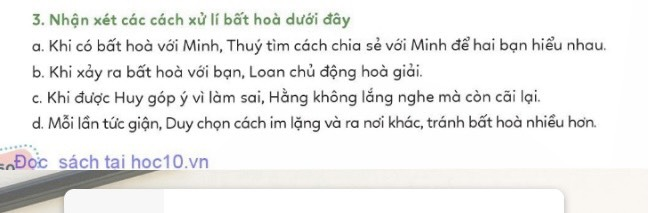 3. Nhận xét các cách xử lí bất hoà dưới đây
a. Khi có bất hoà với Minh, Thuý tìm cách chia sẻ với Minh để hai bạn hiểu nhau.
b. Khi xảy ra bất hoà với bạn, Loan chủ động hoà giải.
c. Khi được Huy góp ý vì làm sai, Hằng không lắng nghe mà còn cãi lại.
d. Mỗi lần tức giận, Duy chọn cách im lặng và ra nơi khác, tránh bất hoà nhiều hơn.
Đọc sách tại hoc10.vn